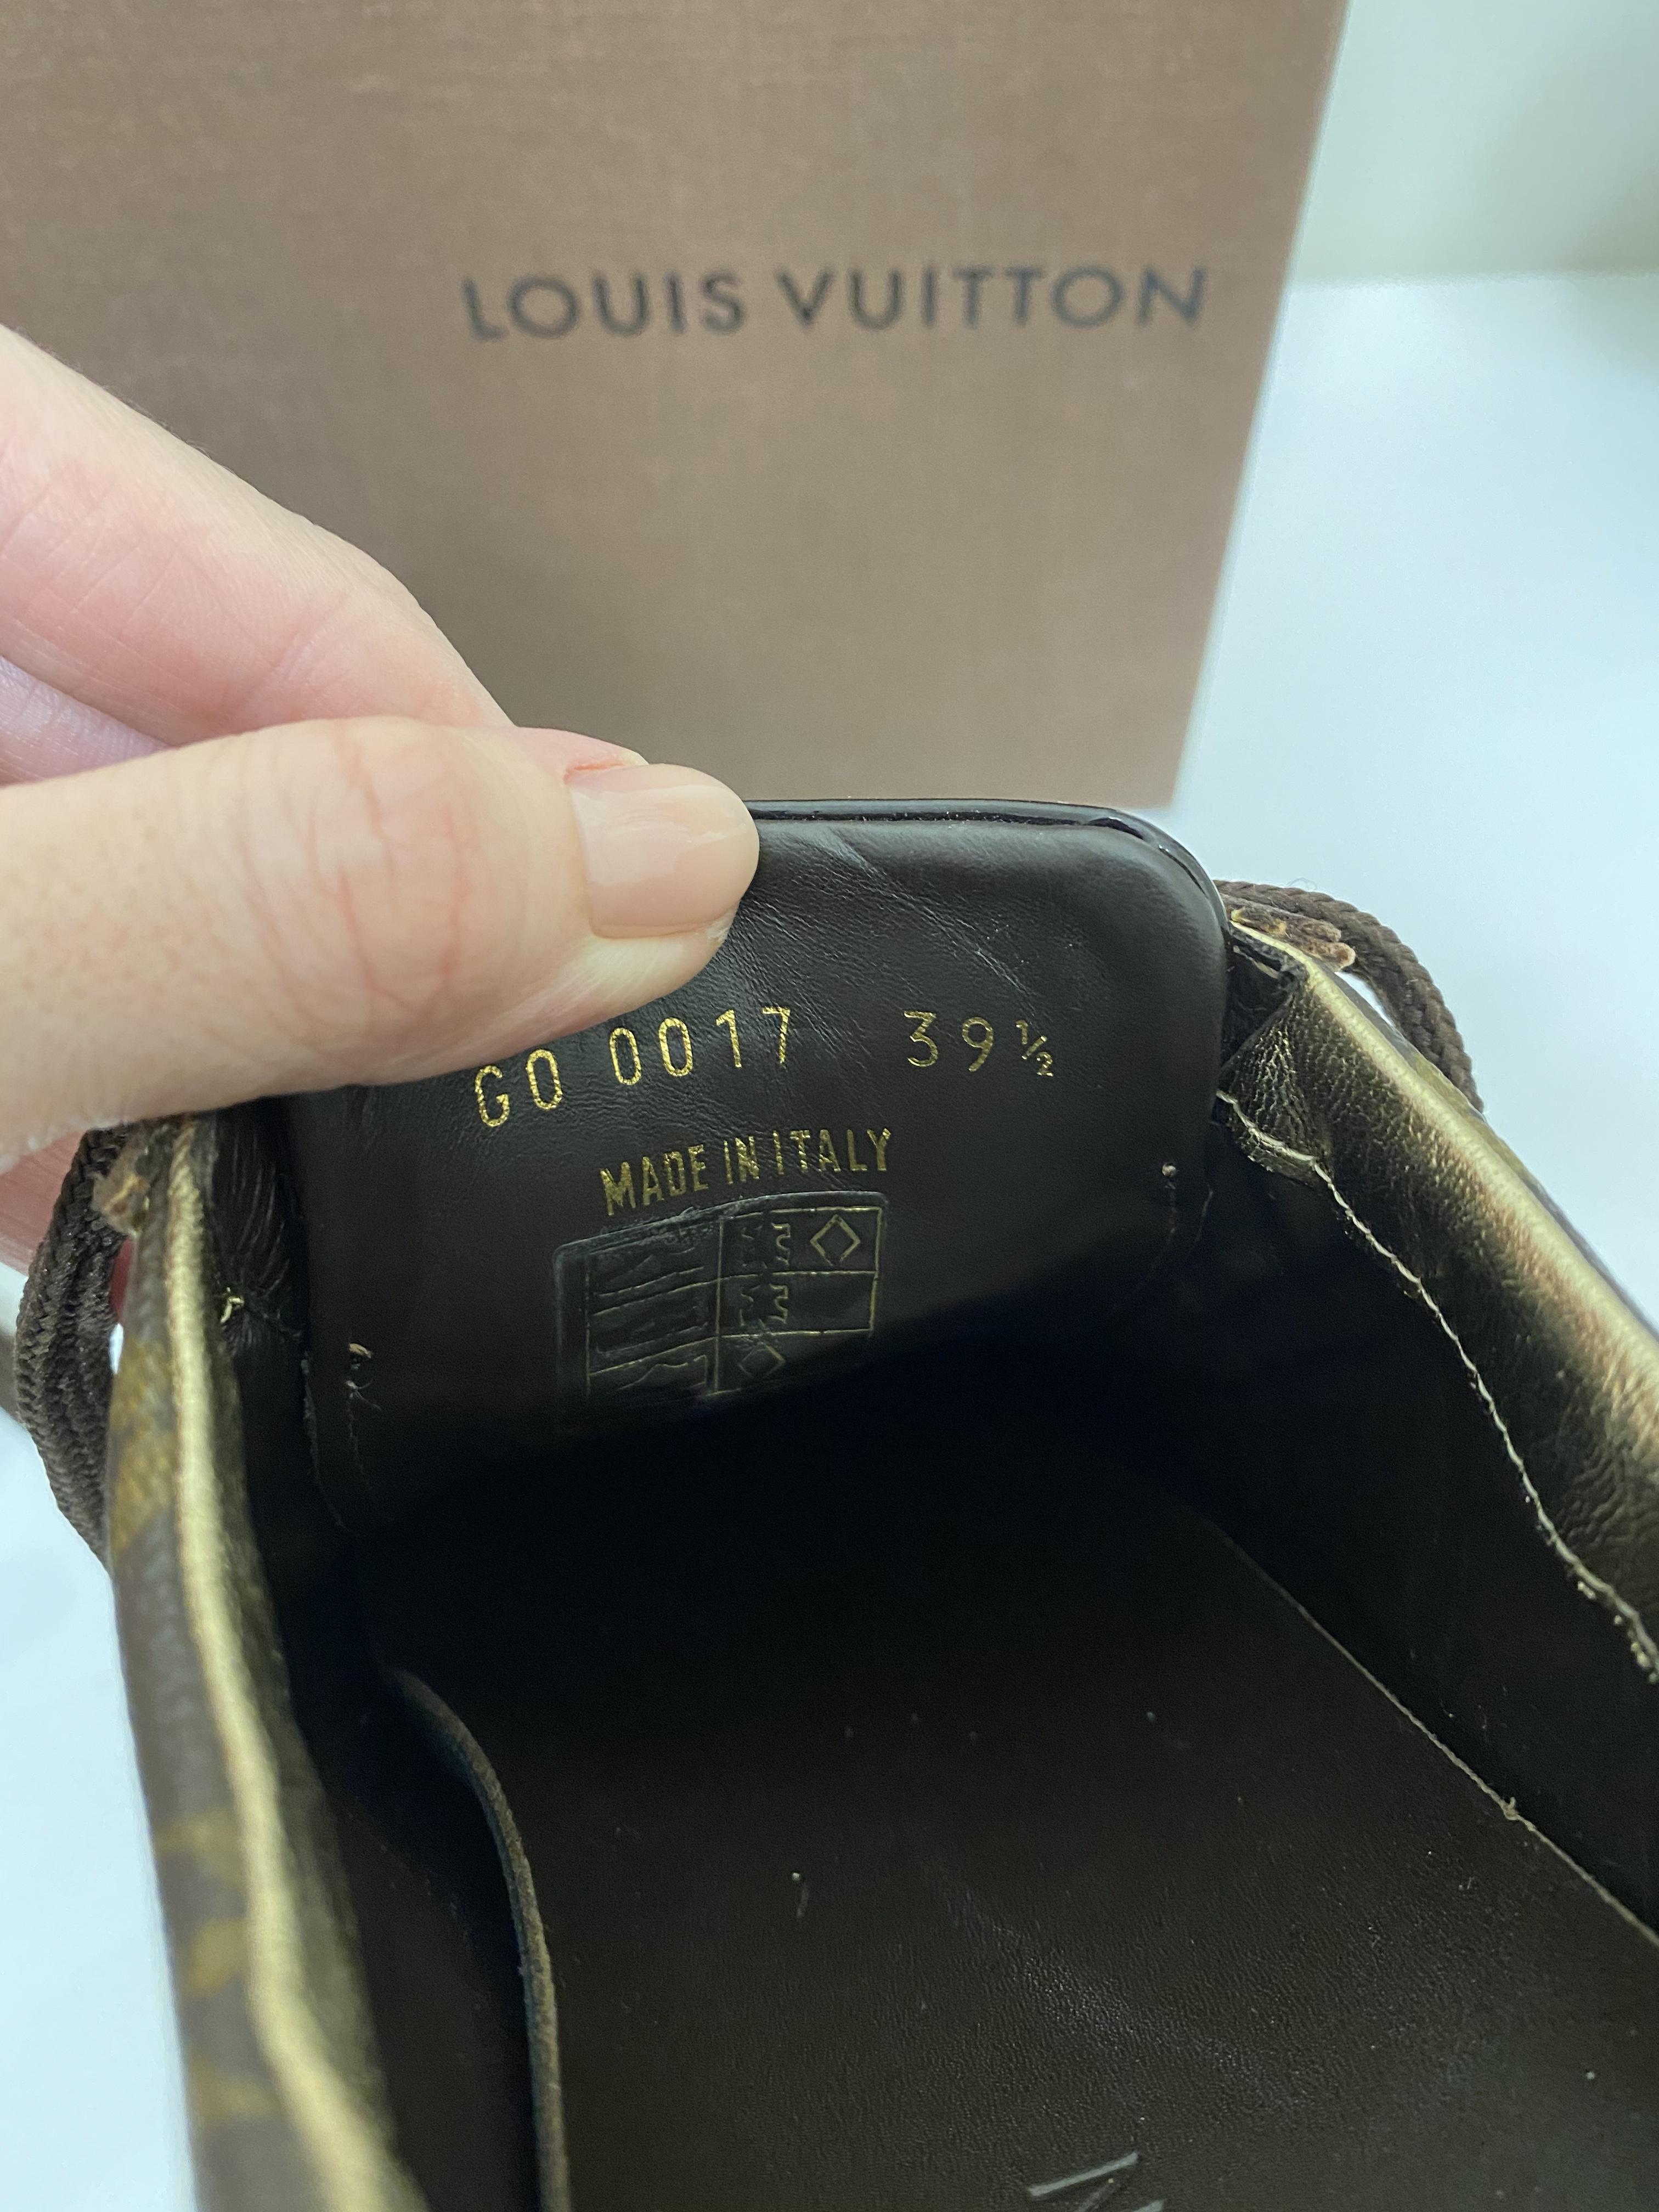 LOUIS VUITTON
GO 0017 39½
MADE IN ITALY